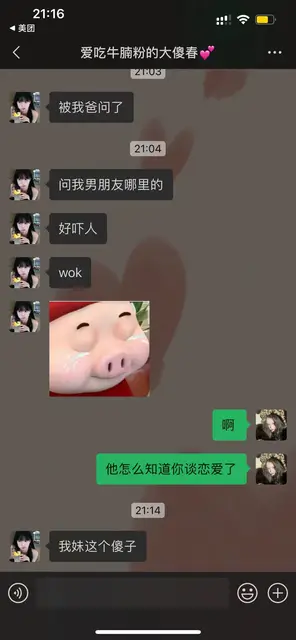 21:16
美团
爱吃牛腩粉的大傻春💕
21:03
被我爸问了
21:04
问我男朋友哪里的
好吓人
wok
啊
他怎么知道你谈恋爱了
21:14
我妹这个傻子